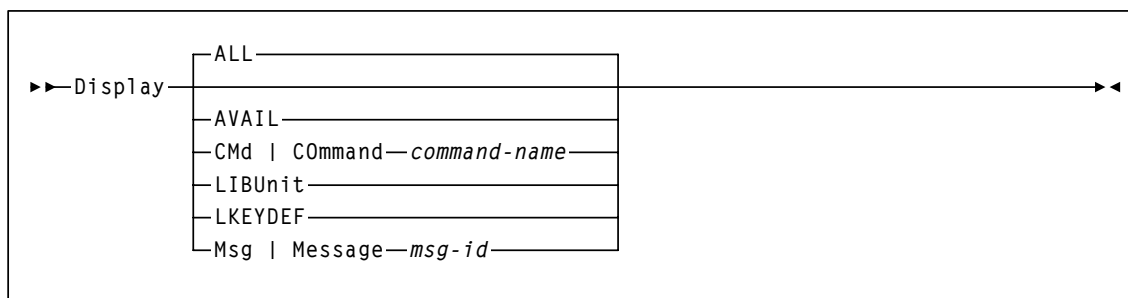 ALL
Display
AVAIL
CMd | COmmand command-name
LIBUnit
LKEYDEF
Msg | Message msg-id